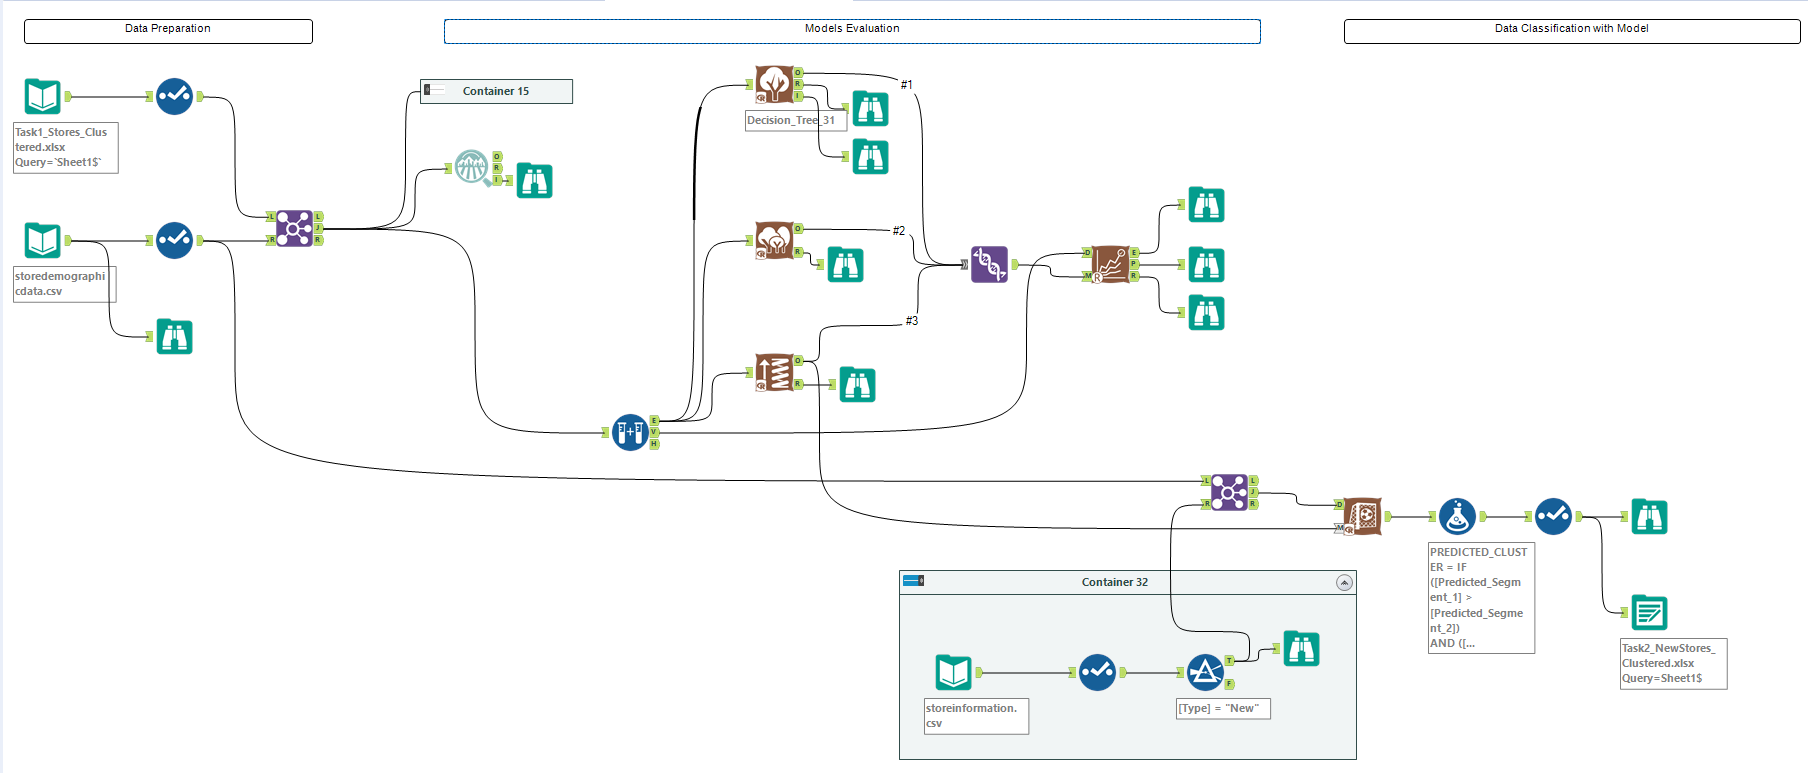 Data Preparation
Models Evaluation
Data Classification with Model
Task1_Stores_Clus
tered.xlsx
Query=`Sheet1$`
storedemographi
cdata.csv
L
R
L
J
R
Container 15
O
R
I
O
R
I
Decision_Tree_31
#1
O
R
#2
O
R
#3
E
V
H
D
M
E
P
R
L
R
L
J
R
D
M
PREDICTED_CLUST
ER = IF
([Predicted_Segm
ent_1] >
[Predicted_Segme
nt_2])
AND ([...
Task2_NewStores_
Clustered.xlsx
Query=Sheet1$
Container 32
storeinformation.
csv
T
F
[Type] = "New"